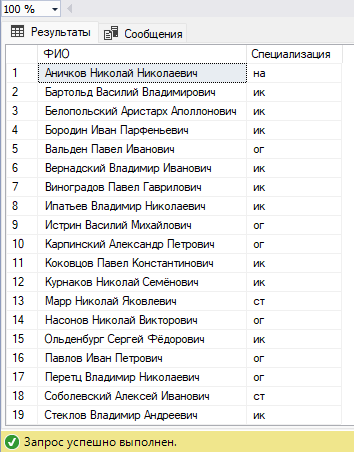 100 %
Результаты Сообщения
ФИО Специализация
1 Аничков Николай Николаевич на
2 Бартольд Василий Владимирович ик
3 Белопольский Аристарх Аполлонович ик
4 Бородин Иван Парфеньевич ик
5 Вальден Павел Иванович ог
6 Вернадский Владимир Иванович ик
7 Виноградов Павел Гаврилович ик
8 Ипатьев Владимир Николаевич ик
9 Истрин Василий Михайлович ог
10 Карпинский Александр Петрович ог
11 Коковцов Павел Константинович ик
12 Курнаков Николай Семёнович ик
13 Марр Николай Яковлевич ст
14 Насонов Николай Викторович ог
15 Ольденбург Сергей Фёдорович ик
16 Павлов Иван Петрович ог
17 Перетц Владимир Николаевич ог
18 Соболевский Алексей Иванович ст
19 Стеклов Владимир Андреевич ик
Запрос успешно выполнен.